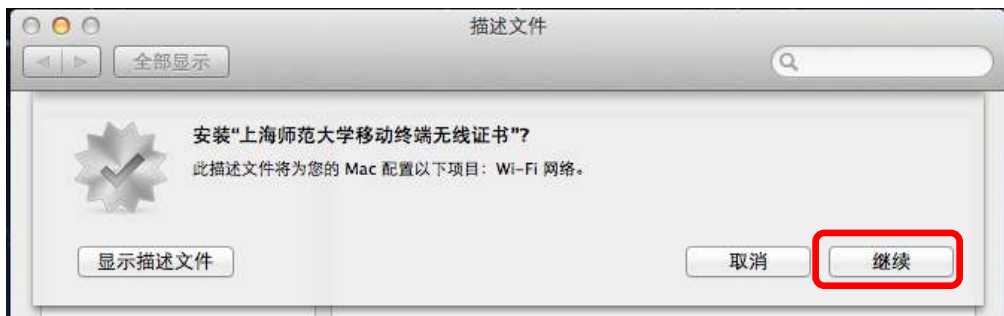 描述文件
全部显示
安装“上海师范大学移动终端无线证书”?
此描述文件将为您的 Mac 配置以下项目：Wi-Fi 网络。
显示描述文件
取消
继续